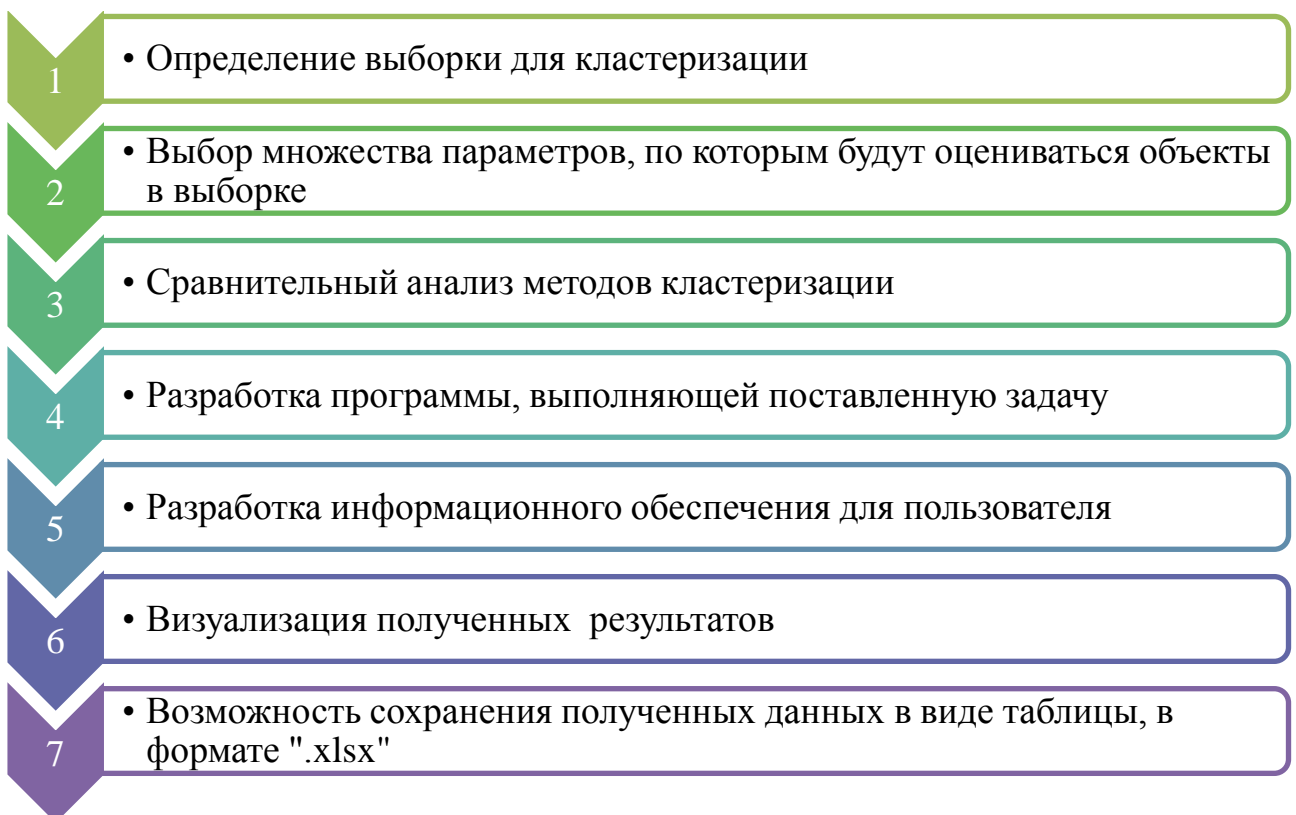 1
• Определение выборки для кластеризации
2
• Выбор множества параметров, по которым будут оцениваться объекты
в выборке
3
• Сравнительный анализ методов кластеризации
4
• Разработка программы, выполняющей поставленную задачу
5
• Разработка информационного обеспечения для пользователя
6
• Визуализация полученных  результатов
7
• Возможность сохранения полученных данных в виде таблицы, в
формате ".xlsx"